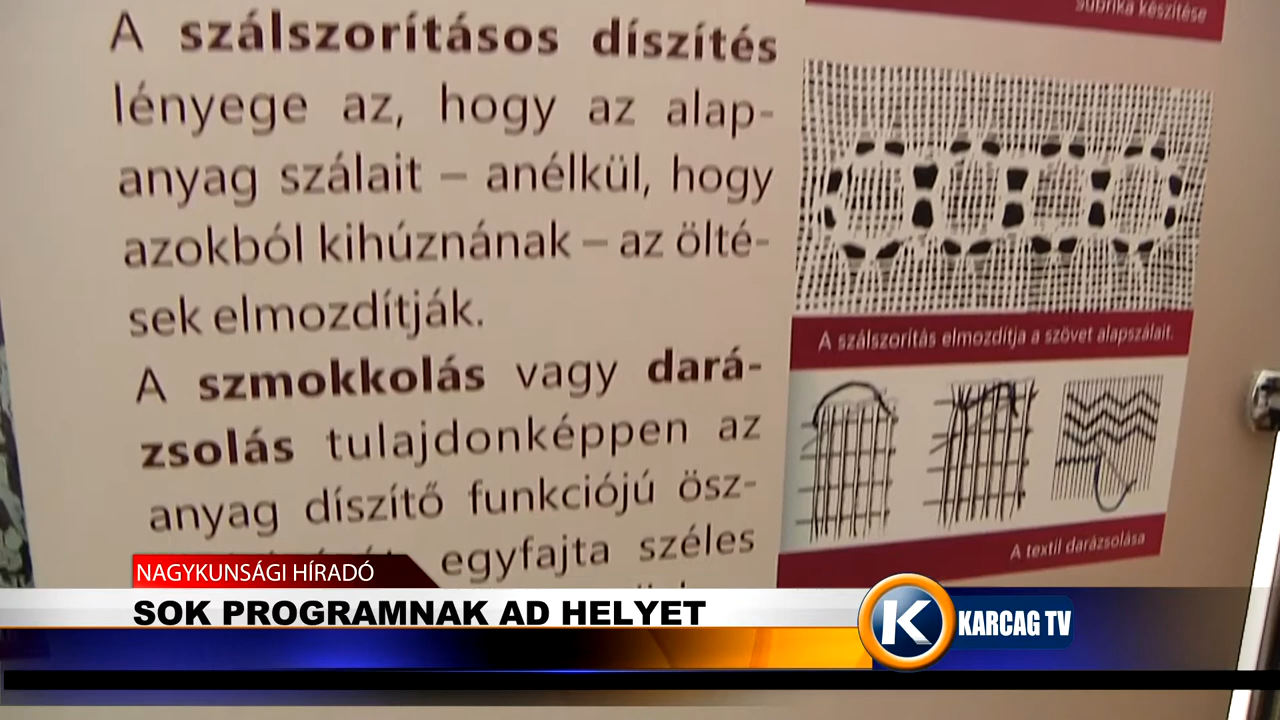 A szálszorításos díszítés
lényege az, hogy az alap-
anyag szálait – anélkül, hogy
azokból kihúznának – az ölté-
sek elmozdítják.
A szmokkolás vagy dará-
zsolás tulajdonképpen az
anyag díszítő funkciójú ösz-
egyfajta széles
Subrika készítése
A szálszorítás elmozdítja a szövet alapszálait.
A textil darázsolása
NAGYKUNSÁGI HÍRADÓ
SOK PROGRAMNAK AD HELYET
K KARCAG TV